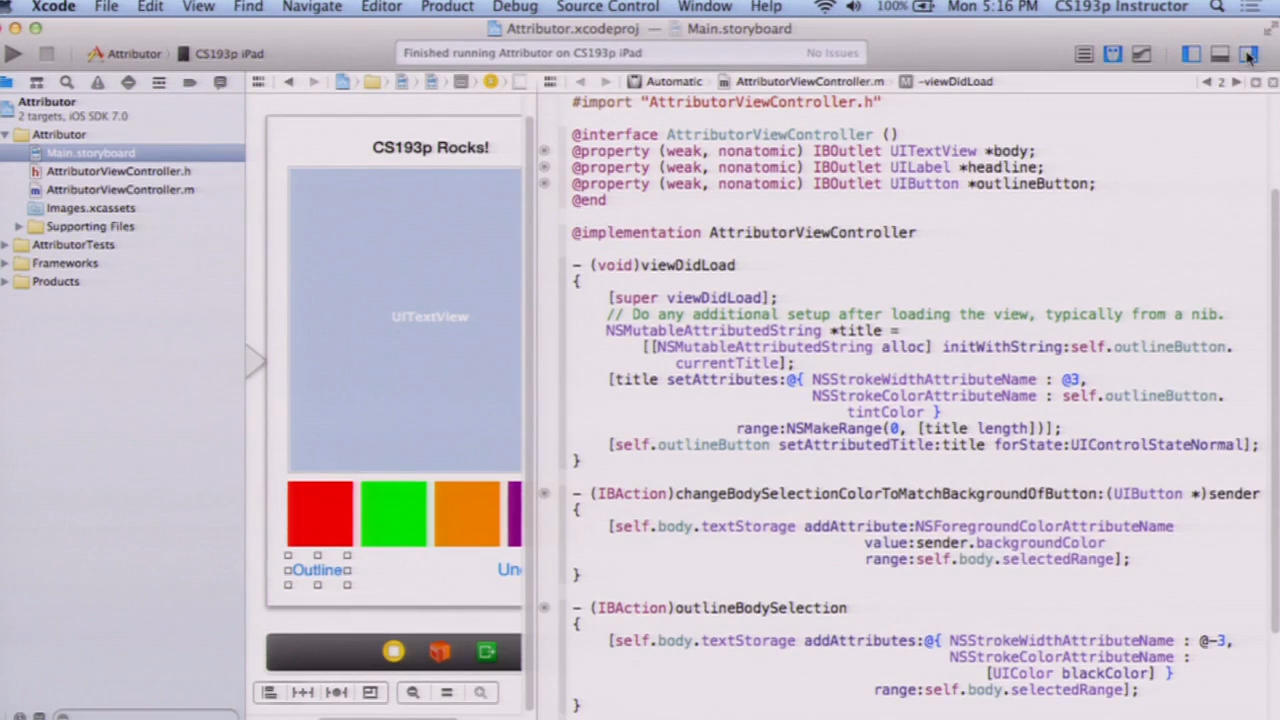 Xcode File Edit View Find Navigate Editor Product Debug Source Control Window Help 100% Mon 5:16 PM CS193p Instructor
Attributor.xcodeproj — Main.storyboard
Attributor CS193p iPad Finished running Attributor on CS193p iPad No Issues
Automatic AttributorViewController.m -viewDidLoad 2
Attributor
2 targets, iOS SDK 7.0
Attributor
Main.storyboard
AttributorViewController.h
AttributorViewController.m
Images.xcassets
Supporting Files
AttributorTests
Frameworks
Products
CS193p Rocks!
UITextView
Outline
Un
#import "AttributorViewController.h"
@interface AttributorViewController ()
@property (weak, nonatomic) IBOutlet UITextView *body;
@property (weak, nonatomic) IBOutlet UILabel *headline;
@property (weak, nonatomic) IBOutlet UIButton *outlineButton;
@end
@implementation AttributorViewController
- (void)viewDidLoad
{
[super viewDidLoad];
// Do any additional setup after loading the view, typically from a nib.
NSMutableAttributedString *title =
[[NSMutableAttributedString alloc] initWithString:self.outlineButton.
currentTitle];
[title setAttributes:@{ NSStrokeWidthAttributeName : @3,
NSStrokeColorAttributeName : self.outlineButton.
tintColor }
range:NSMakeRange(0, [title length])];
[self.outlineButton setAttributedTitle:title forState:UIControlStateNormal];
}
- (IBAction)changeBodySelectionColorToMatchBackgroundOfButton:(UIButton *)sender
{
[self.body.textStorage addAttribute:NSForegroundColorAttributeName
value:sender.backgroundColor
range:self.body.selectedRange];
}
- (IBAction)outlineBodySelection
{
[self.body.textStorage addAttributes:@{ NSStrokeWidthAttributeName : @-3,
NSStrokeColorAttributeName :
[UIColor blackColor] }
range:self.body.selectedRange];
}